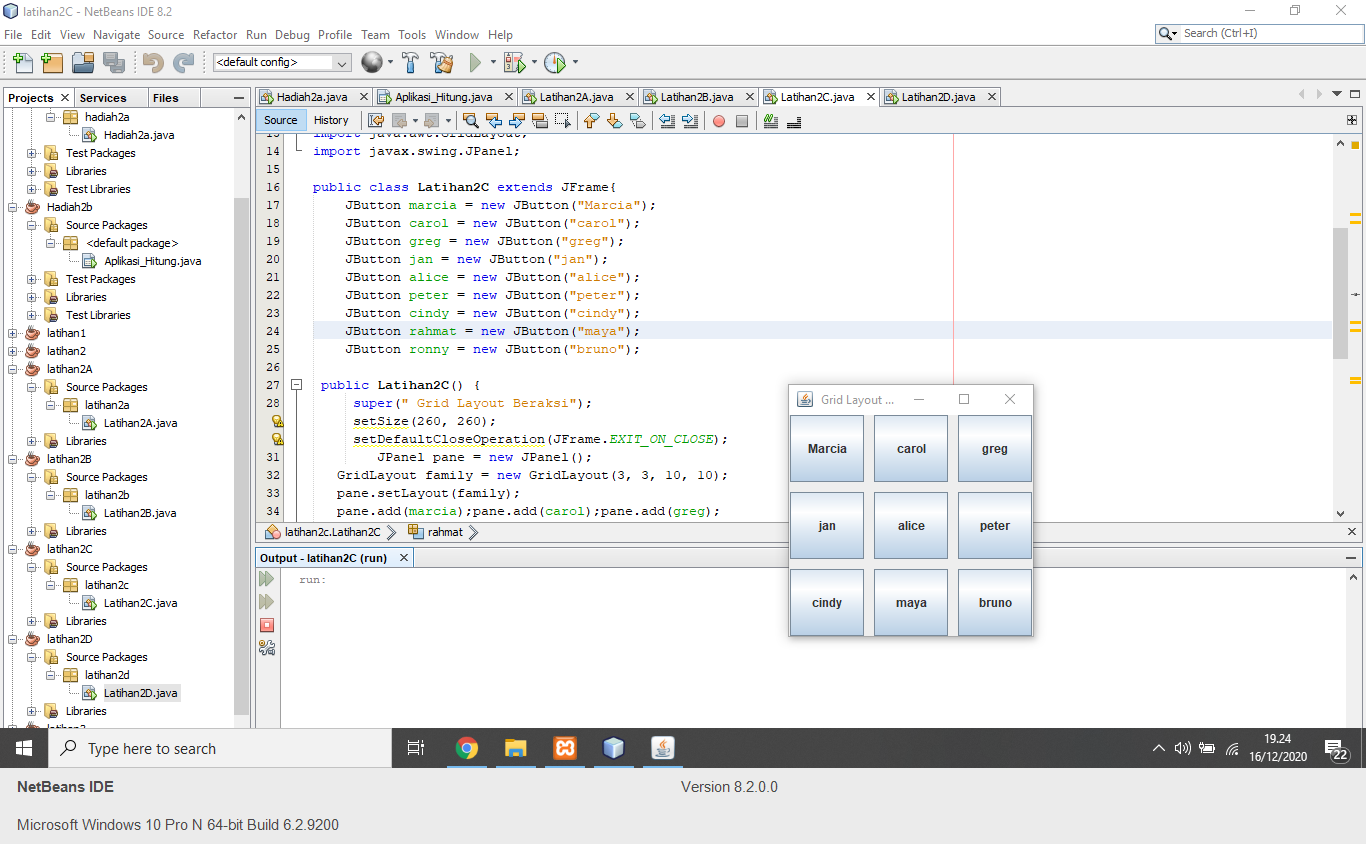 latihan2C - NetBeans IDE 8.2
File Edit View Navigate Source Refactor Run Debug Profile Team Tools Window Help
Search (Ctrl+I)
<default config>
Projects Services Files
hadiah2a
Hadiah2a.java
Test Packages
Libraries
Test Libraries
Hadiah2b
Source Packages
<default package>
Aplikasi_Hitung.java
Test Packages
Libraries
Test Libraries
latihan1
latihan2
latihan2A
Source Packages
latihan2a
Latihan2A.java
Libraries
latihan2B
Source Packages
latihan2b
Latihan2B.java
Libraries
latihan2C
Source Packages
latihan2c
Latihan2C.java
Libraries
latihan2D
Source Packages
latihan2d
Latihan2D.java
Libraries
Hadiah2a.java Aplikasi_Hitung.java Latihan2A.java Latihan2B.java Latihan2C.java Latihan2D.java
Source History
13 import java.awt.GridLayout;
14 import javax.swing.JPanel;
15
16 public class Latihan2C extends JFrame{
17 JButton marcia = new JButton("Marcia");
18 JButton carol = new JButton("carol");
19 JButton greg = new JButton("greg");
20 JButton jan = new JButton("jan");
21 JButton alice = new JButton("alice");
22 JButton peter = new JButton("peter");
23 JButton cindy = new JButton("cindy");
24 JButton rahmat = new JButton("maya");
25 JButton ronny = new JButton("bruno");
26
27 public Latihan2C() {
28 super(" Grid Layout Beraksi");
setSize(260, 260);
setDefaultCloseOperation(JFrame.EXIT_ON_CLOSE);
31 JPanel pane = new JPanel();
32 GridLayout family = new GridLayout(3, 3, 10, 10);
33 pane.setLayout(family);
34 pane.add(marcia);pane.add(carol);pane.add(greg);
latihan2c.Latihan2C rahmat
Output - latihan2C (run)
run:
Grid Layout ...
Marcia carol greg
jan alice peter
cindy maya bruno
Type here to search
19.24
16/12/2020
22
NetBeans IDE Version 8.2.0.0
Microsoft Windows 10 Pro N 64-bit Build 6.2.9200